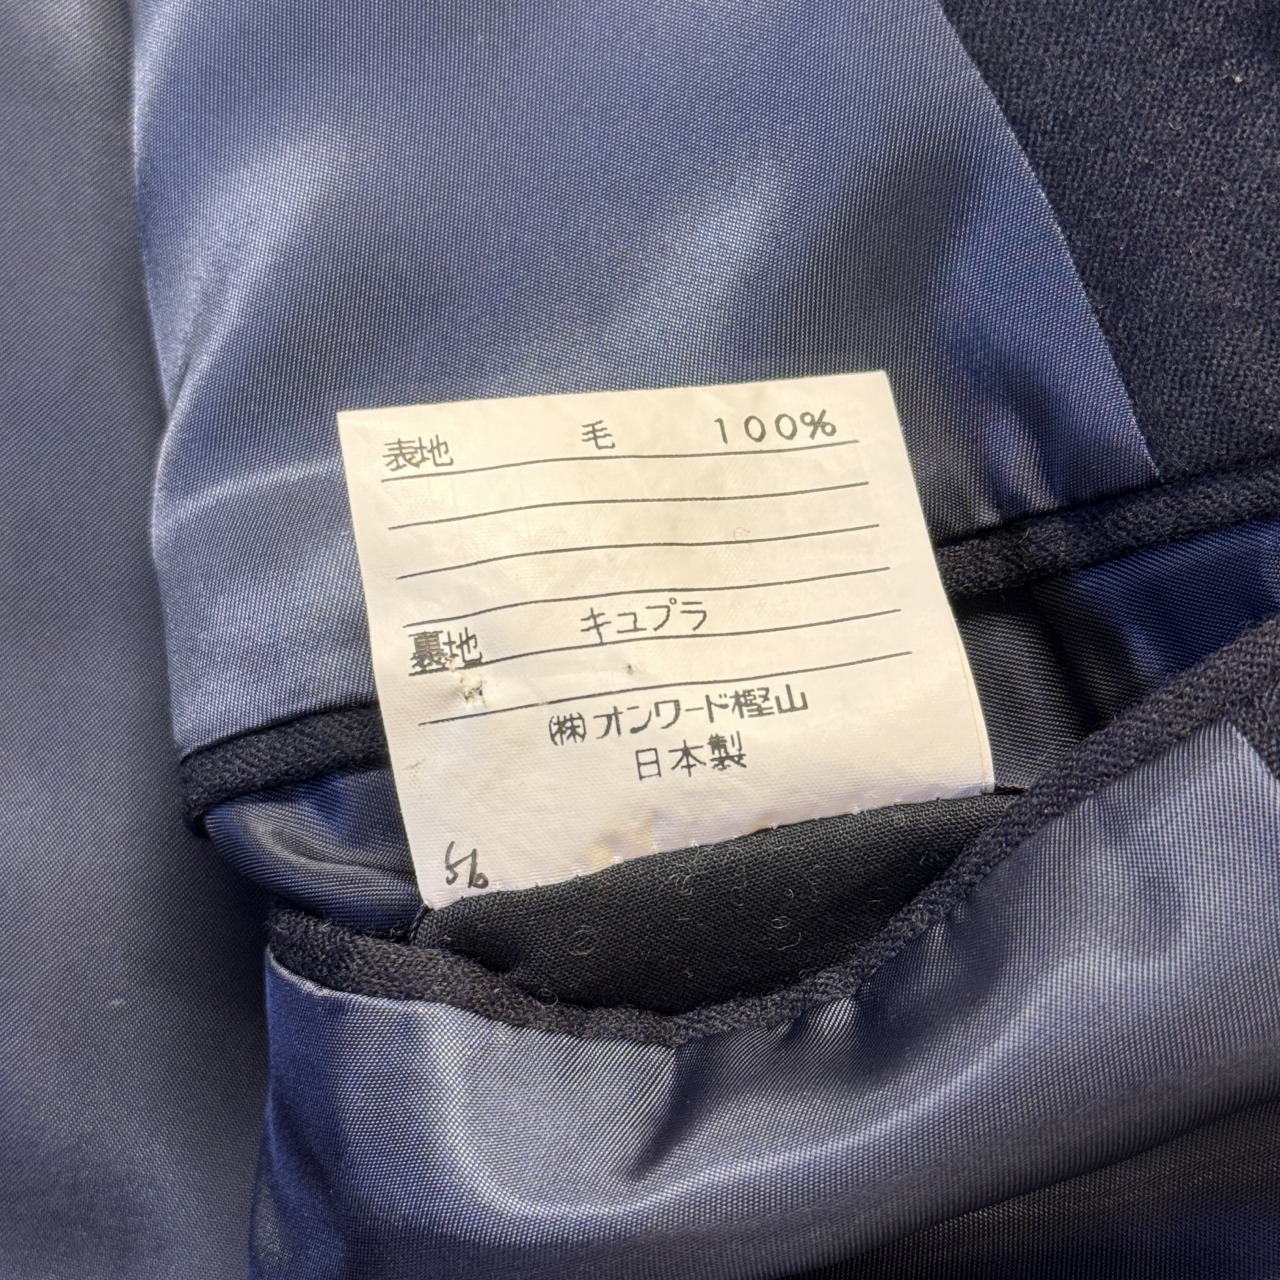 表地 毛 100%
裏地 キュプラ
㈱オンワード樫山
日本製
56